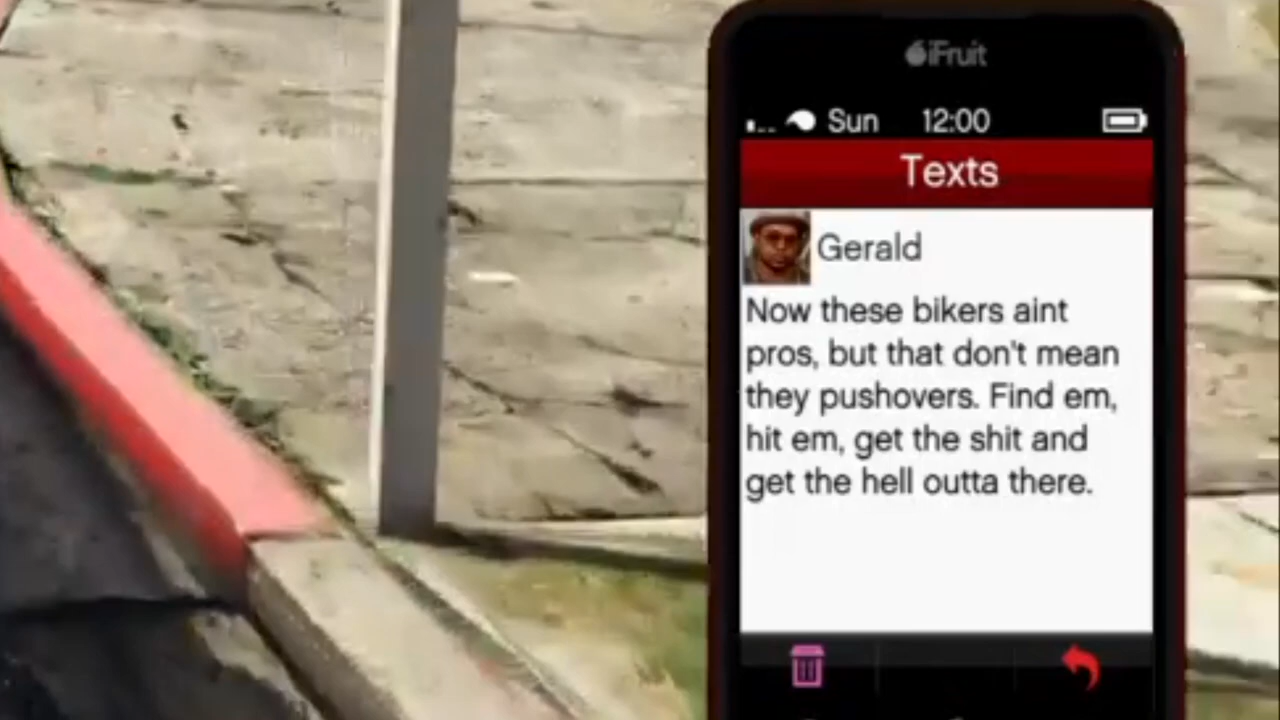 iFruit
Sun 12:00
Texts
Gerald
Now these bikers aint
pros, but that don't mean
they pushovers. Find em,
hit em, get the shit and
get the hell outta there.